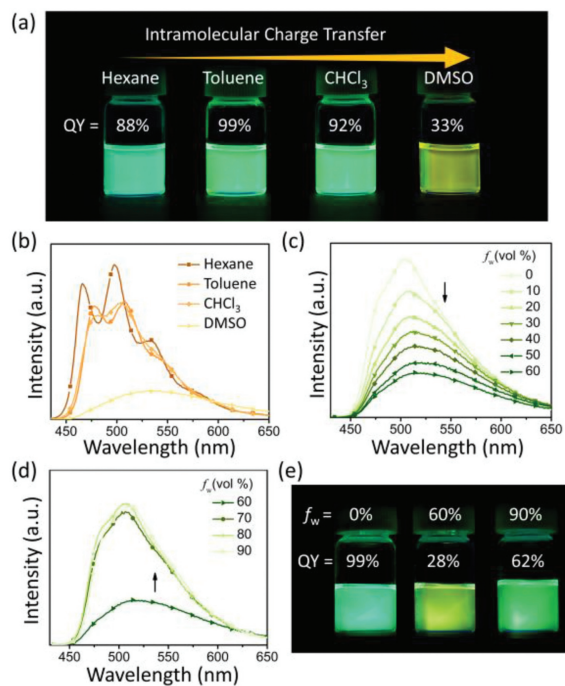 (a)
Intramolecular Charge Transfer
Hexane Toluene CHCl3 DMSO
QY = 88% 99% 92% 33%
(b)
Hexane
Toluene
CHCl3
DMSO
Intensity (a.u.)
450 500 550 600 650
Wavelength (nm)
(c)
fw(vol %)
0
10
20
30
40
50
60
Intensity (a.u.)
450 500 550 600 650
Wavelength (nm)
(d)
fw(vol %)
60
70
80
90
Intensity (a.u.)
450 500 550 600 650
Wavelength (nm)
(e)
fw = 0% 60% 90%
QY = 99% 28% 62%